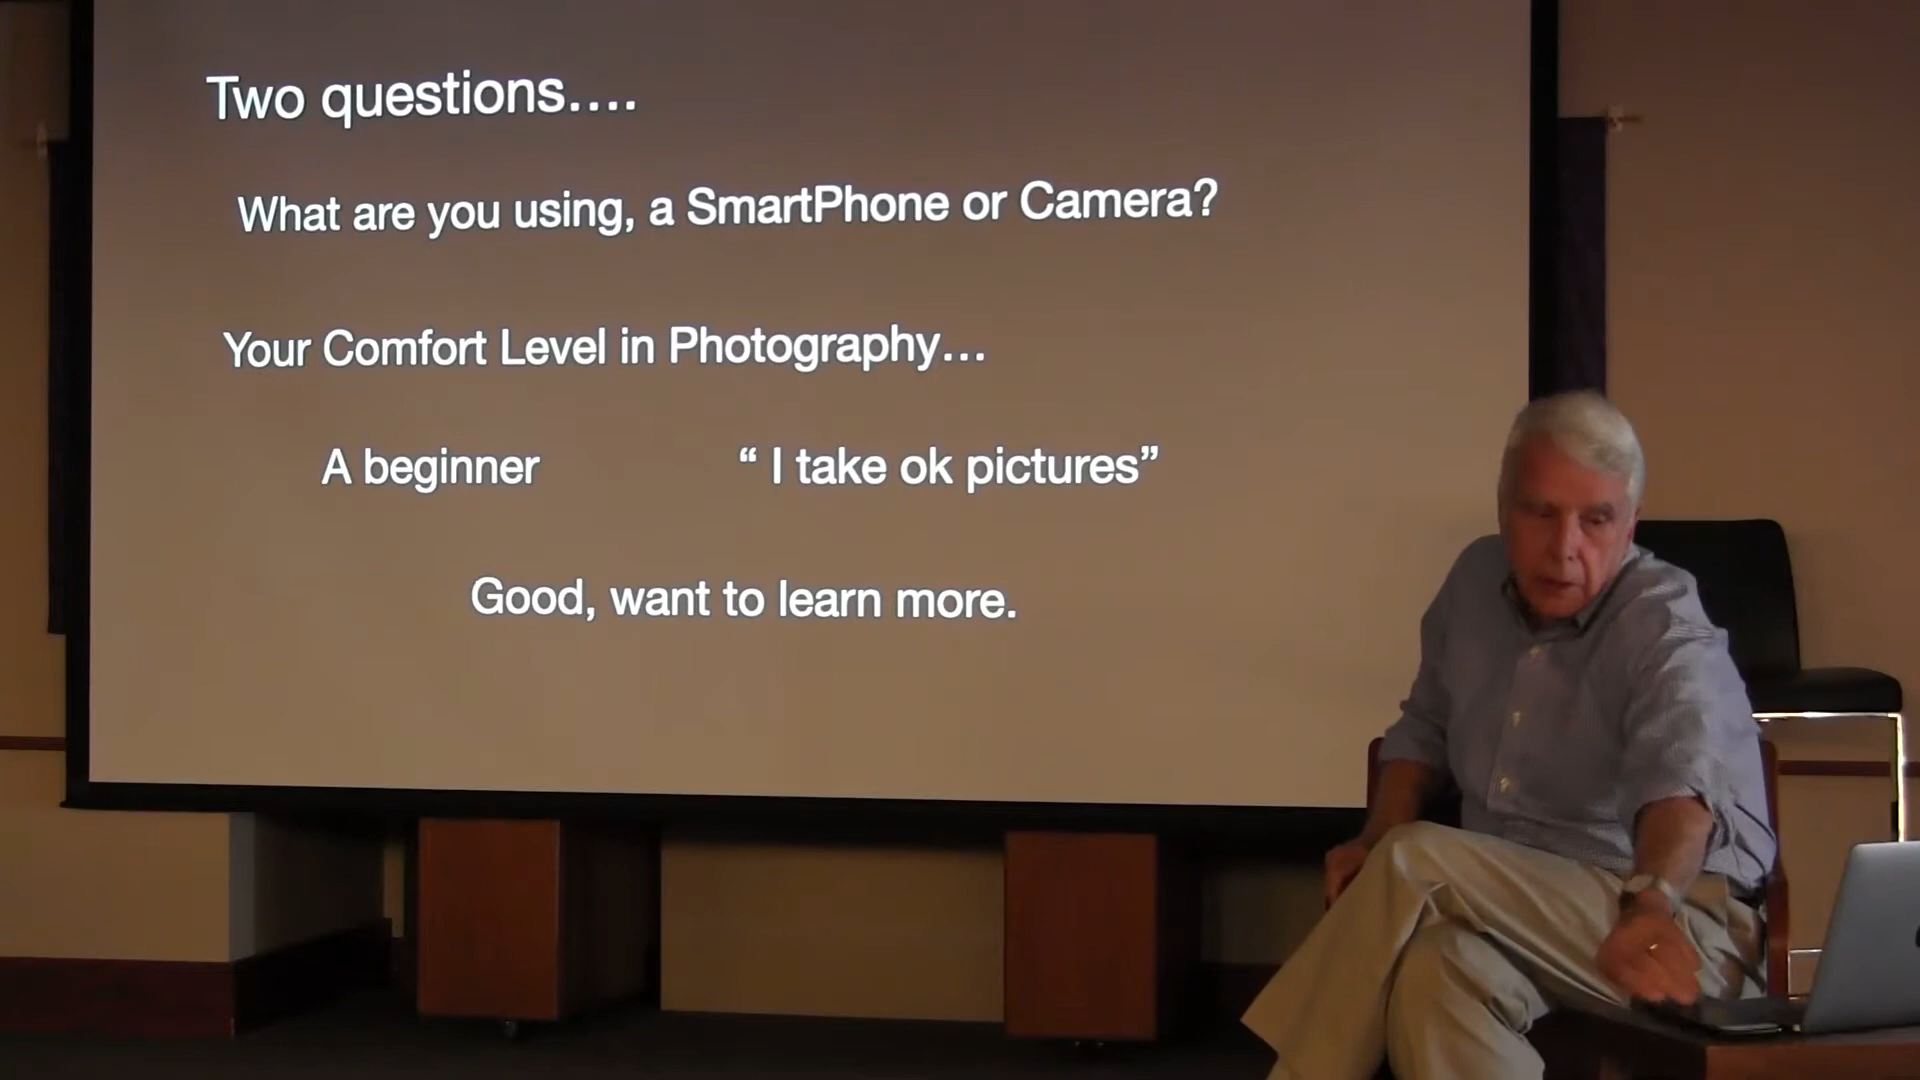 Two questions….
What are you using, a SmartPhone or Camera?
Your Comfort Level in Photography…
A beginner “ I take ok pictures”
Good, want to learn more.